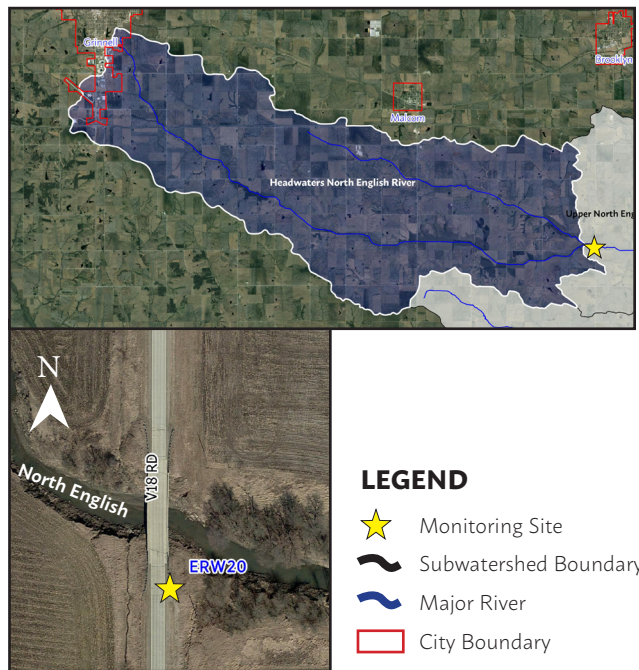 Grinnell
Brooklyn
Malcom
Headwaters North English River
Upper North Eng
N
North English
V18 RD
ERW20
LEGEND
Monitoring Site
Subwatershed Boundary
Major River
City Boundary